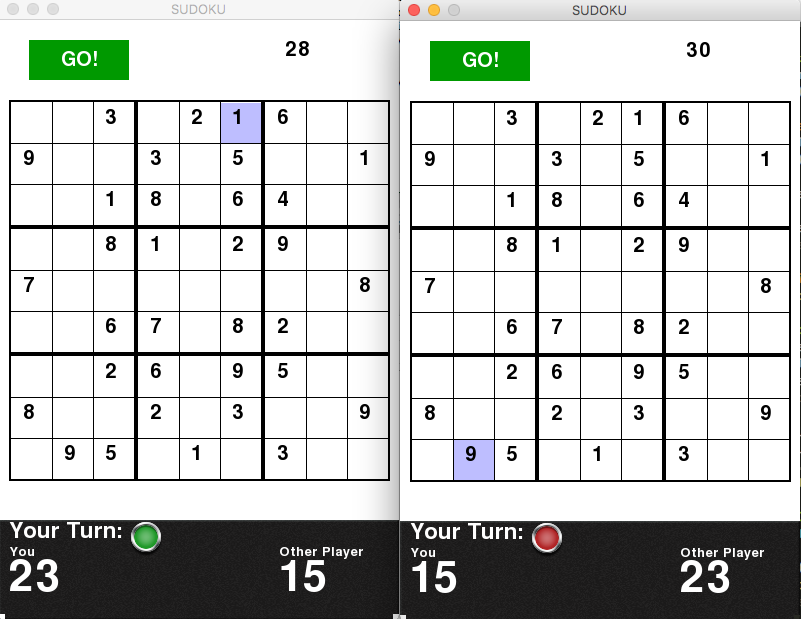 SUDOKU
GO!
28
3 2 1 6
9 3 5 1
1 8 6 4
8 1 2 9
7 8
6 7 8 2
2 6 9 5
8 2 3 9
9 5 1 3
Your Turn:
You Other Player
23 15
SUDOKU
GO!
30
3 2 1 6
9 3 5 1
1 8 6 4
8 1 2 9
7 8
6 7 8 2
2 6 9 5
8 2 3 9
9 5 1 3
Your Turn:
You Other Player
15 23